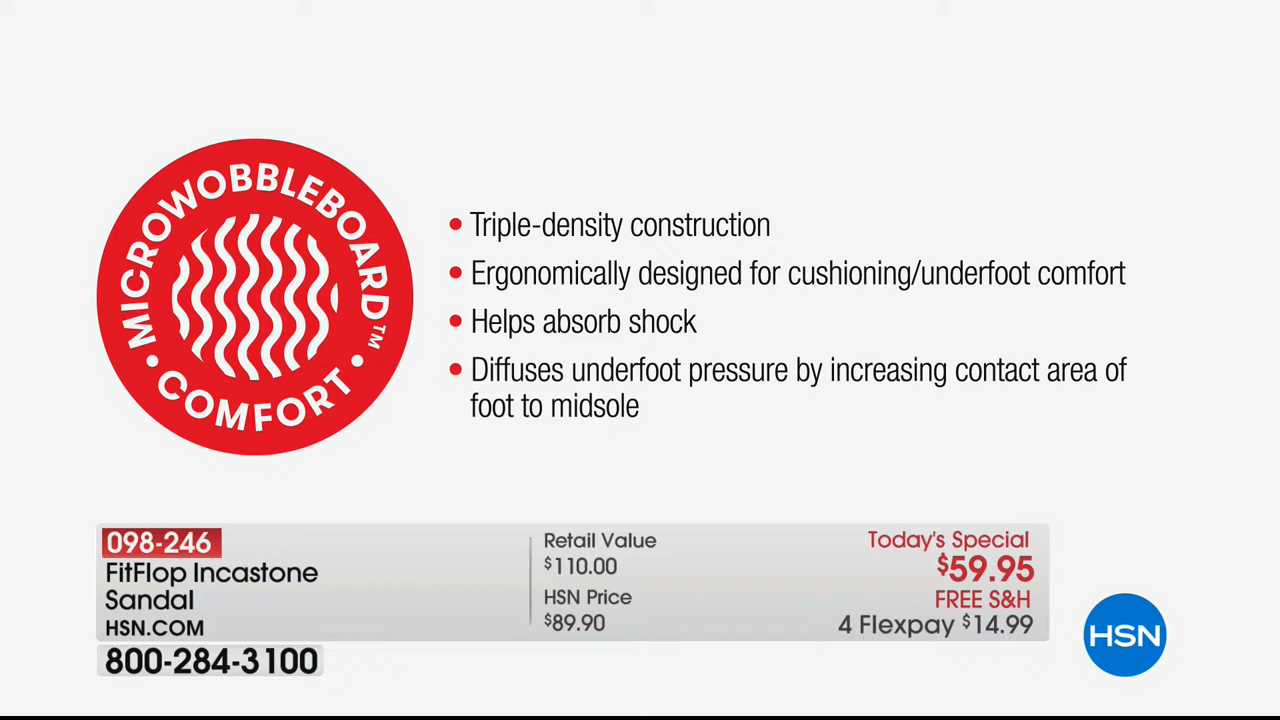 MICROWOBBLEBOARD™
• COMFORT •
• Triple-density construction
• Ergonomically designed for cushioning/underfoot comfort
• Helps absorb shock
• Diffuses underfoot pressure by increasing contact area of
foot to midsole
098-246
FitFlop Incastone
Sandal
HSN.COM
800-284-3100
Retail Value
$110.00
HSN Price
$89.90
Today's Special
$59.95
FREE S&H
4 Flexpay $14.99
HSN